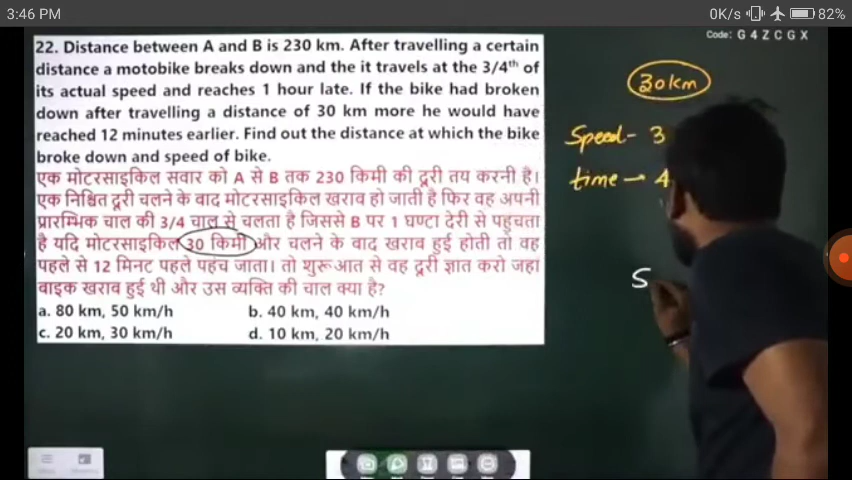 3:46 PM
0K/s 82%
Code: G 4 Z C G X
22. Distance between A and B is 230 km. After travelling a certain
distance a motobike breaks down and the it travels at the 3/4th of
its actual speed and reaches 1 hour late. If the bike had broken
down after travelling a distance of 30 km more he would have
reached 12 minutes earlier. Find out the distance at which the bike
broke down and speed of bike.
एक मोटरसाइकिल सवार को A से B तक 230 किमी की दूरी तय करनी है।
एक निश्चित दूरी चलने के बाद मोटरसाइकिल खराब हो जाती है फिर वह अपनी
प्रारम्भिक चाल की 3/4 चाल से चलता है जिससे B पर 1 घण्टा देरी से पहुचता
है यदि मोटरसाइकिल 30 किमी और चलने के बाद खराब हुई होती तो वह
पहले से 12 मिनट पहले पहच जाता। तो शुरूआत से वह दूरी ज्ञात करो जहां
बाइक खराब हुई थी और उस व्यक्ति की चाल क्या है?
a. 80 km, 50 km/h b. 40 km, 40 km/h
c. 20 km, 30 km/h d. 10 km, 20 km/h
30km
Speed - 3
time → 4
S